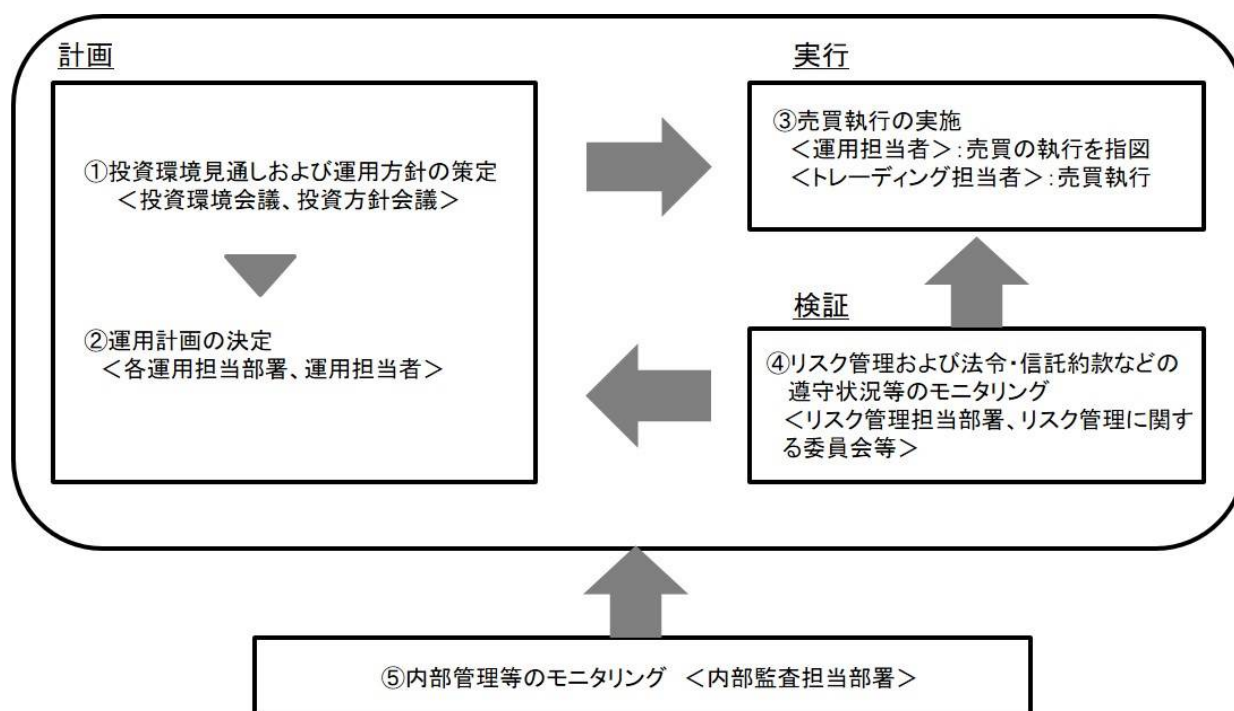 計画
①投資環境見通しおよび運用方針の策定
＜投資環境会議、投資方針会議＞
②運用計画の決定
＜各運用担当部署、運用担当者＞
実行
③売買執行の実施
＜運用担当者＞：売買の執行を指図
＜トレーディング担当者＞：売買執行
検証
④リスク管理および法令・信託約款などの
遵守状況等のモニタリング
＜リスク管理担当部署、リスク管理に関す
る委員会等＞
⑤内部管理等のモニタリング　＜内部監査担当部署＞